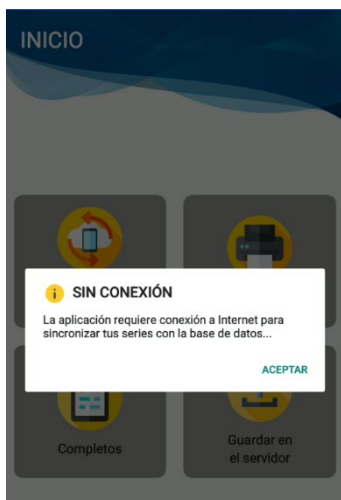 INICIO
SIN CONEXIÓN
La aplicación requiere conexión a Internet para
sincronizar tus series con la base de datos...
ACEPTAR
Completos
Guardar en
el servidor